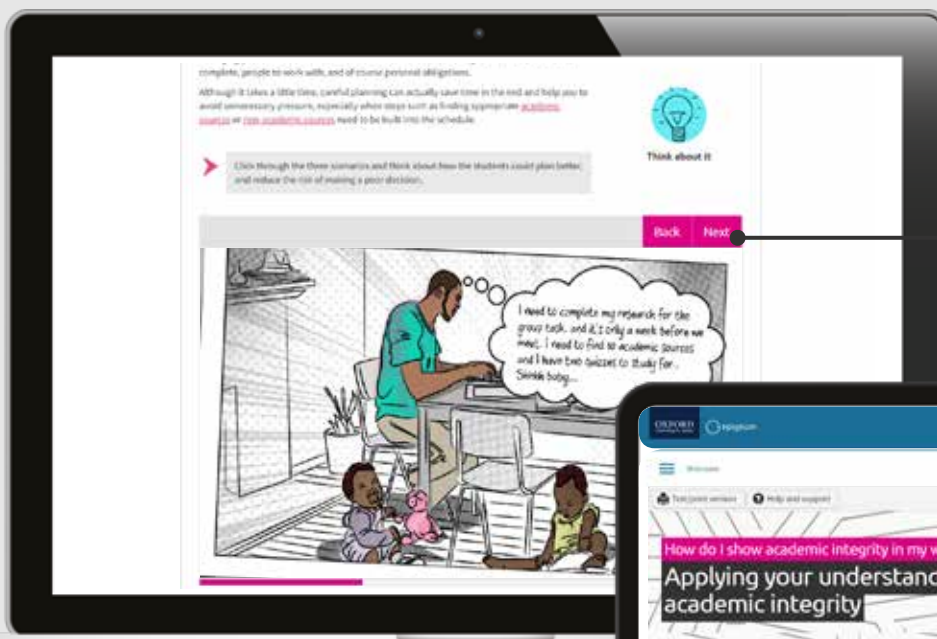 complete, people to work with, and of course personal obligations.
Although it takes a little time, careful planning can actually save time in the end and help you to
avoid unnecessary pressure, especially when steps such as finding appropriate academic
sources or non-academic sources need to be built into the schedule.
Think about it
Click through the three scenarios and think about how the students could plan better,
and reduce the risk of making a poor decision.
Back Next
I need to complete my research for the
group task, and it's only a week before we
meet. I need to find 10 academic sources
and I have two quizzes to study for..
baby...
OXFORD
epigeum
Welcome
Text/print version
Help and support
How do I show academic integrity in my w
Applying your understand
academic integrity